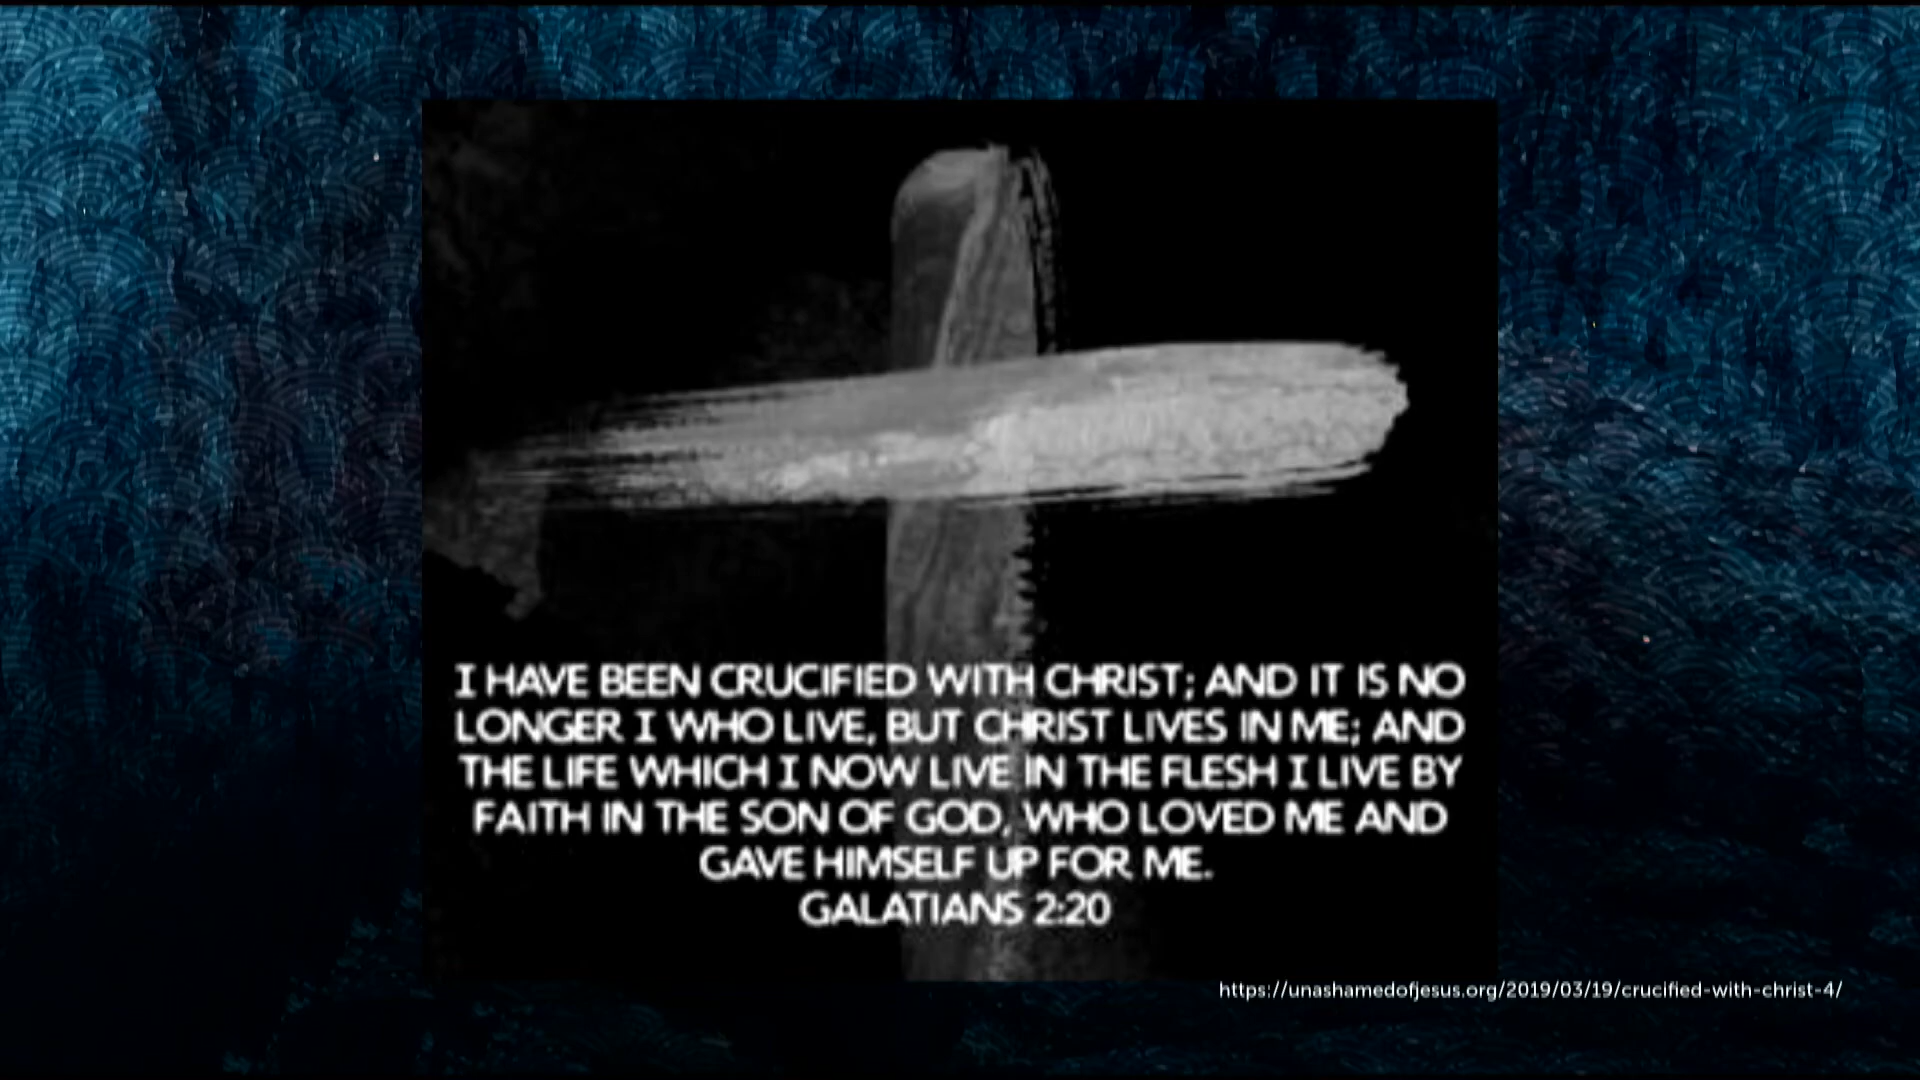 I HAVE BEEN CRUCIFIED WITH CHRIST; AND IT IS NO
LONGER I WHO LIVE, BUT CHRIST LIVES IN ME; AND
THE LIFE WHICH I NOW LIVE IN THE FLESH I LIVE BY
FAITH IN THE SON OF GOD, WHO LOVED ME AND
GAVE HIMSELF UP FOR ME.
GALATIANS 2:20
https://unashamedofjesus.org/2019/03/19/crucified-with-christ-4/